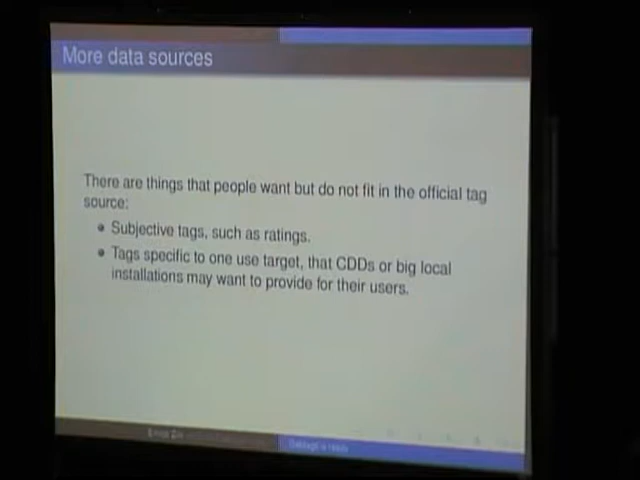 More data sources
There are things that people want but do not fit in the official tag
source:
Subjective tags, such as ratings.
Tags specific to one use target, that CDDs or big local
installations may want to provide for their users.